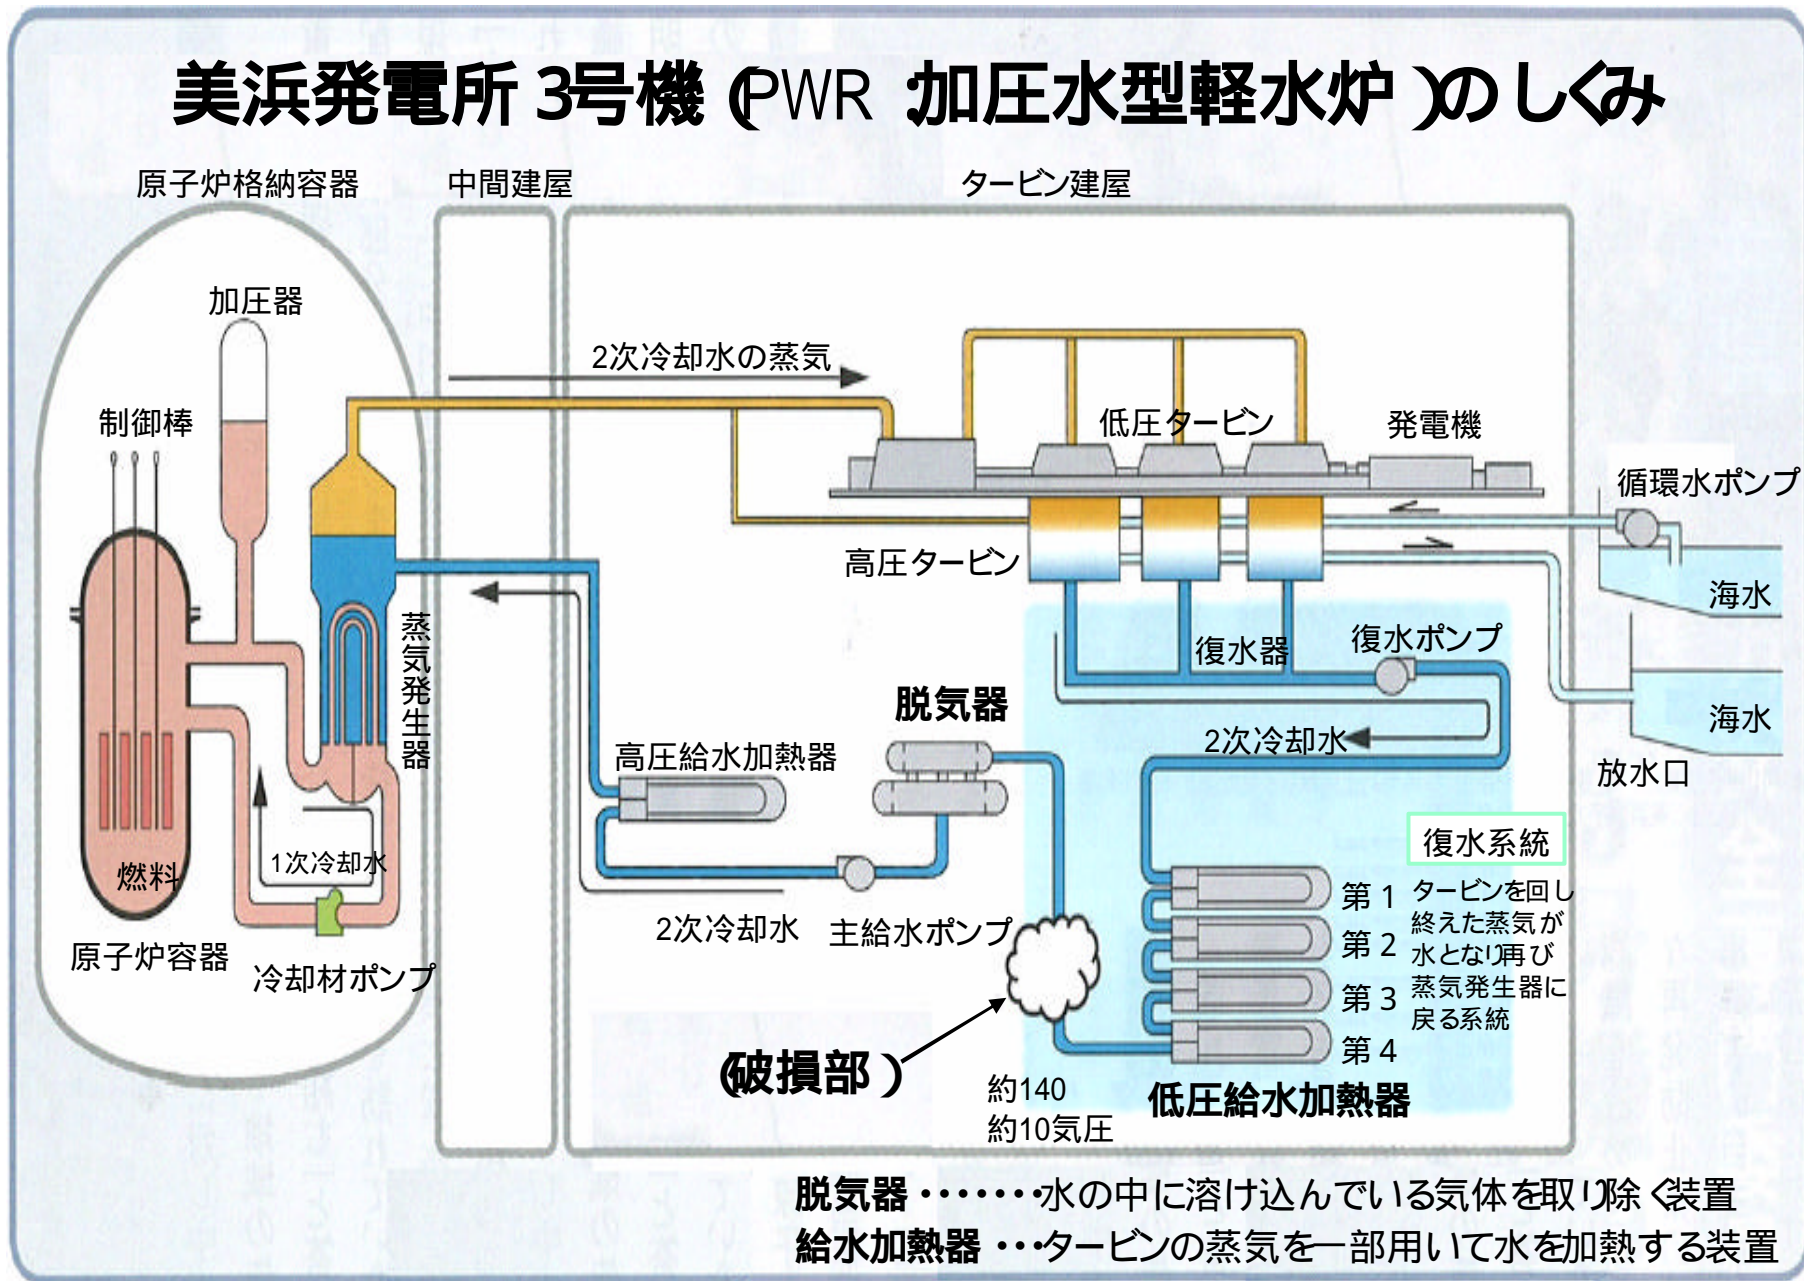 美浜発電所 3号機 (PWR :加圧水型軽水炉 )のしくみ
原子炉格納容器
中間建屋
タービン建屋
加圧器
2次冷却水の蒸気
制御棒
低圧タービン
発電機
循環水ポンプ
高圧タービン
海水
蒸気発生器
復水器
復水ポンプ
脱気器
海水
2次冷却水
高圧給水加熱器
放水口
復水系統
1次冷却水
燃料
第 1
第 2
第 3
第 4
タービンを回し
終えた蒸気が
水となり再び
蒸気発生器に
戻る系統
2次冷却水
主給水ポンプ
原子炉容器
冷却材ポンプ
(破損部 )
約140
約10気圧
低圧給水加熱器
脱気器 ・・・・・・・水の中に溶け込んでいる気体を取り除く装置
給水加熱器 ・・・タービンの蒸気を一部用いて水を加熱する装置